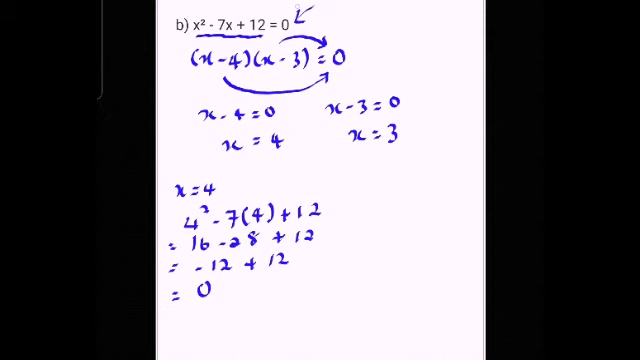 b) x² - 7x + 12 = 0
(x-4)(x-3) = 0
x - 4 = 0
x - 3 = 0
x = 4
x = 3
x = 4
4² - 7(4) + 12
= 16 - 28 + 12
= -12 + 12
= 0